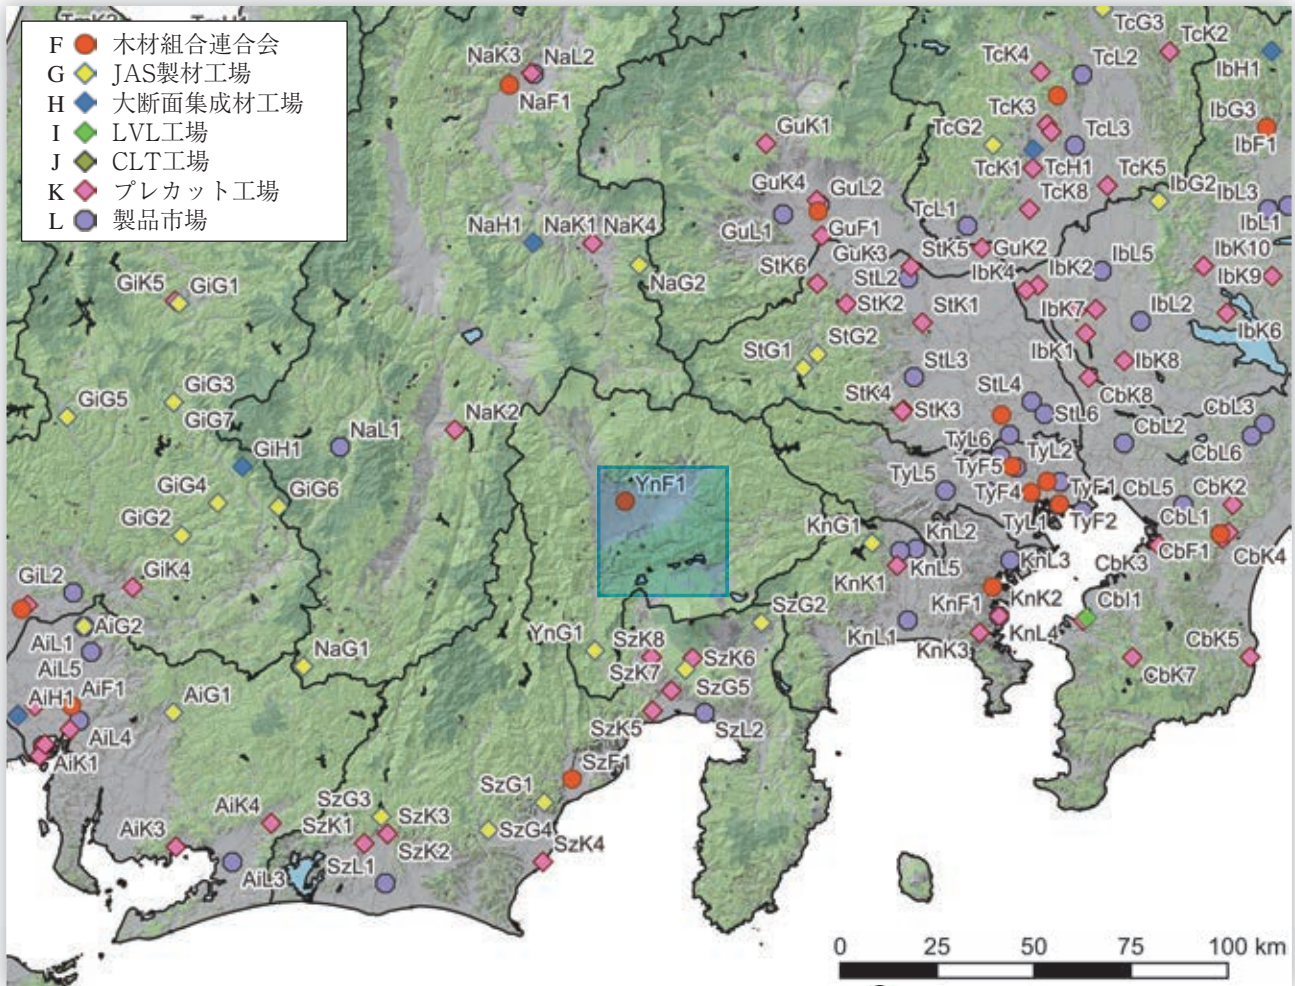 F 木材組合連合会
G JAS製材工場
H 大断面集成材工場
I LVL工場
J CLT工場
K プレカット工場
L 製品市場
TcG3
TcK2
NaK3
NaL2
TcK4
TcL2
IbH1
NaF1
TcK3
IbG3
GuK1
TcG2
TcL3
IbF1
TcK1
TcH1
TcK5
GuK4
GuL2
TcK8
IbG2
IbL3
NaH1
NaK1
NaK4
GuL1
GuF1
TcL1
IbL1
GuK3
StK5
GuK2
IbL5
IbK10
StK6
StL2
IbK4
IbK2
IbK9
GiK5
GiG1
NaG2
StK2
StK1
IbK7
IbL2
IbK6
StG1
StG2
IbK1
IbK8
StL3
GiG3
StK4
StK3
StL4
CbK8
GiG5
GiG7
NaK2
StL6
CbL3
NaL1
TyL6
TyL2
CbL2
GiH1
TyL5
TyF5
CbL6
GiG4
GiG6
YnF1
TyF4
TyF1
CbL5
CbK2
GiG2
KnG1
KnL2
TyL1
TyF2
CbL1
GiL2
GiK4
KnK1
KnL5
KnL3
CbK3
CbF1
CbK4
SzG2
KnF1
KnK2
CbI1
AiL1
AiG2
YnG1
SzK8
KnL1
KnL4
CbK5
AiL5
NaG1
SzK7
SzK6
KnK3
CbK7
AiH1
AiF1
AiG1
SzG5
AiL4
SzK5
SzL2
AiK1
SzF1
SzG1
AiK4
SzG3
SzK3
AiK3
SzK1
SzG4
SzK2
SzK4
AiL3
SzL1
0 25 50 75 100 km